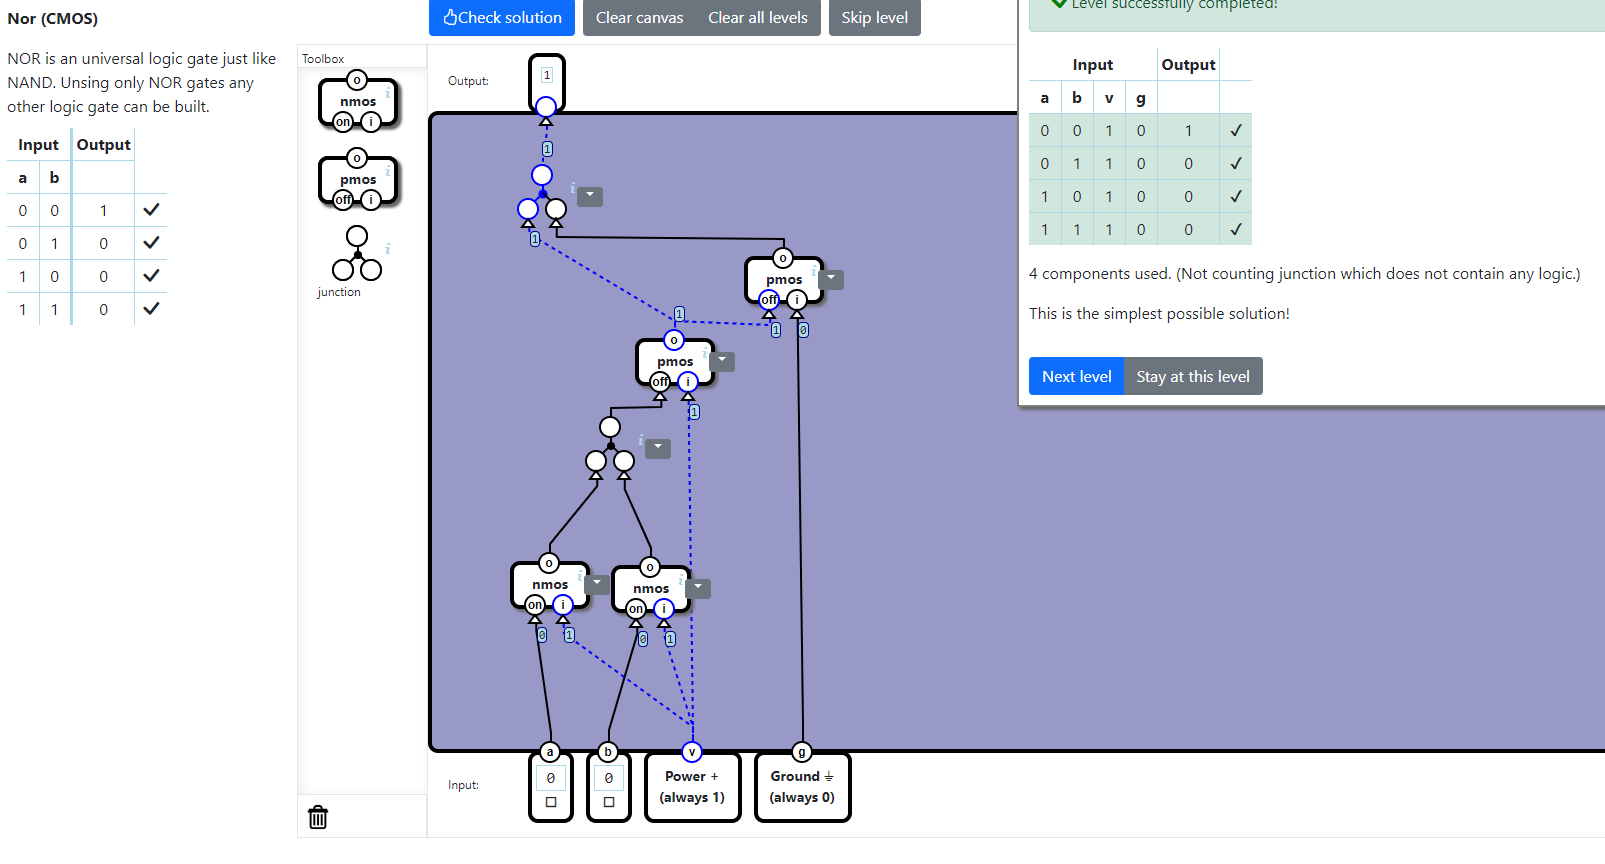 Nor (CMOS)
NOR is an universal logic gate just like
NAND. Unsing only NOR gates any
other logic gate can be built.
Input Output
a b
0 0 1 ✓
0 1 0 ✓
1 0 0 ✓
1 1 0 ✓
Check solution
Clear canvas Clear all levels
Skip level
Toolbox
o
nmos i
on i
o
pmos i
off i
i
junction
Output:
1
1
i
1
o
pmos i
off i
1 0
1
o
pmos i
off i
1
i
o
nmos i
on i
0 1
o
nmos i
on i
0 1
Input:
a
0
b
0
v
Power +
(always 1)
g
Ground ⏚
(always 0)
Level successfully completed!
Input Output
a b v g
0 0 1 0 1 ✓
0 1 1 0 0 ✓
1 0 1 0 0 ✓
1 1 1 0 0 ✓
4 components used. (Not counting junction which does not contain any logic.)
This is the simplest possible solution!
Next level Stay at this level